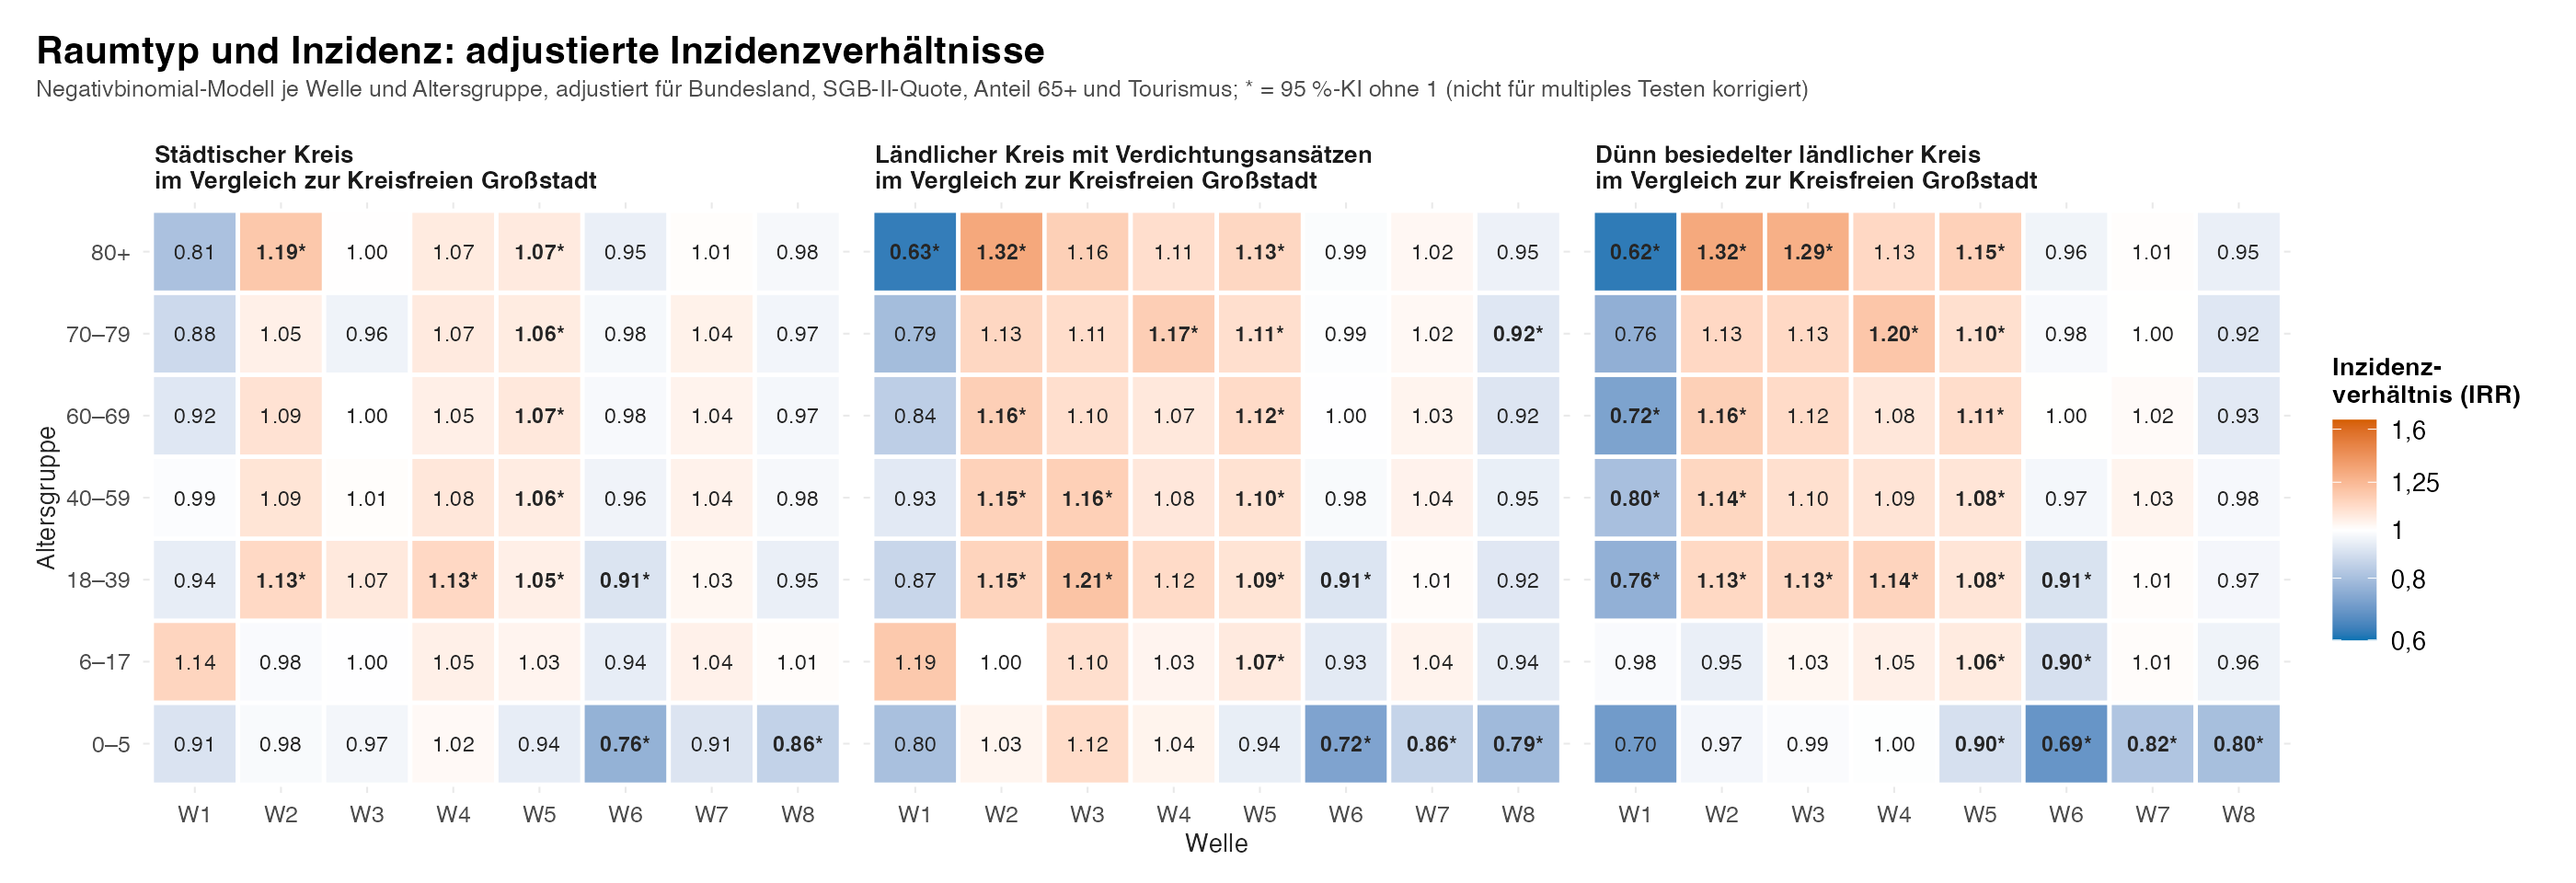 Raumtyp und Inzidenz: adjustierte Inzidenzverhältnisse
Negativbinomial-Modell je Welle und Altersgruppe, adjustiert für Bundesland, SGB-II-Quote, Anteil 65+ und Tourismus; * = 95 %-KI ohne 1 (nicht für multiples Testen korrigiert)
Städtischer Kreis
im Vergleich zur Kreisfreien Großstadt
Ländlicher Kreis mit Verdichtungsansätzen
im Vergleich zur Kreisfreien Großstadt
Dünn besiedelter ländlicher Kreis
im Vergleich zur Kreisfreien Großstadt
Altersgruppe
80+ 0.81 1.19* 1.00 1.07 1.07* 0.95 1.01 0.98 0.63* 1.32* 1.16 1.11 1.13* 0.99 1.02 0.95 0.62* 1.32* 1.29* 1.13 1.15* 0.96 1.01 0.95
70–79 0.88 1.05 0.96 1.07 1.06* 0.98 1.04 0.97 0.79 1.13 1.11 1.17* 1.11* 0.99 1.02 0.92* 0.76 1.13 1.13 1.20* 1.10* 0.98 1.00 0.92
60–69 0.92 1.09 1.00 1.05 1.07* 0.98 1.04 0.97 0.84 1.16* 1.10 1.07 1.12* 1.00 1.03 0.92 0.72* 1.16* 1.12 1.08 1.11* 1.00 1.02 0.93
40–59 0.99 1.09 1.01 1.08 1.06* 0.96 1.04 0.98 0.93 1.15* 1.16* 1.08 1.10* 0.98 1.04 0.95 0.80* 1.14* 1.10 1.09 1.08* 0.97 1.03 0.98
18–39 0.94 1.13* 1.07 1.13* 1.05* 0.91* 1.03 0.95 0.87 1.15* 1.21* 1.12 1.09* 0.91* 1.01 0.92 0.76* 1.13* 1.13* 1.14* 1.08* 0.91* 1.01 0.97
6–17 1.14 0.98 1.00 1.05 1.03 0.94 1.04 1.01 1.19 1.00 1.10 1.03 1.07* 0.93 1.04 0.94 0.98 0.95 1.03 1.05 1.06* 0.90* 1.01 0.96
0–5 0.91 0.98 0.97 1.02 0.94 0.76* 0.91 0.86* 0.80 1.03 1.12 1.04 0.94 0.72* 0.86* 0.79* 0.70 0.97 0.99 1.00 0.90* 0.69* 0.82* 0.80*
W1 W2 W3 W4 W5 W6 W7 W8 W1 W2 W3 W4 W5 W6 W7 W8 W1 W2 W3 W4 W5 W6 W7 W8
Welle
Inzidenz-
verhältnis (IRR)
1,6
1,25
1
0,8
0,6